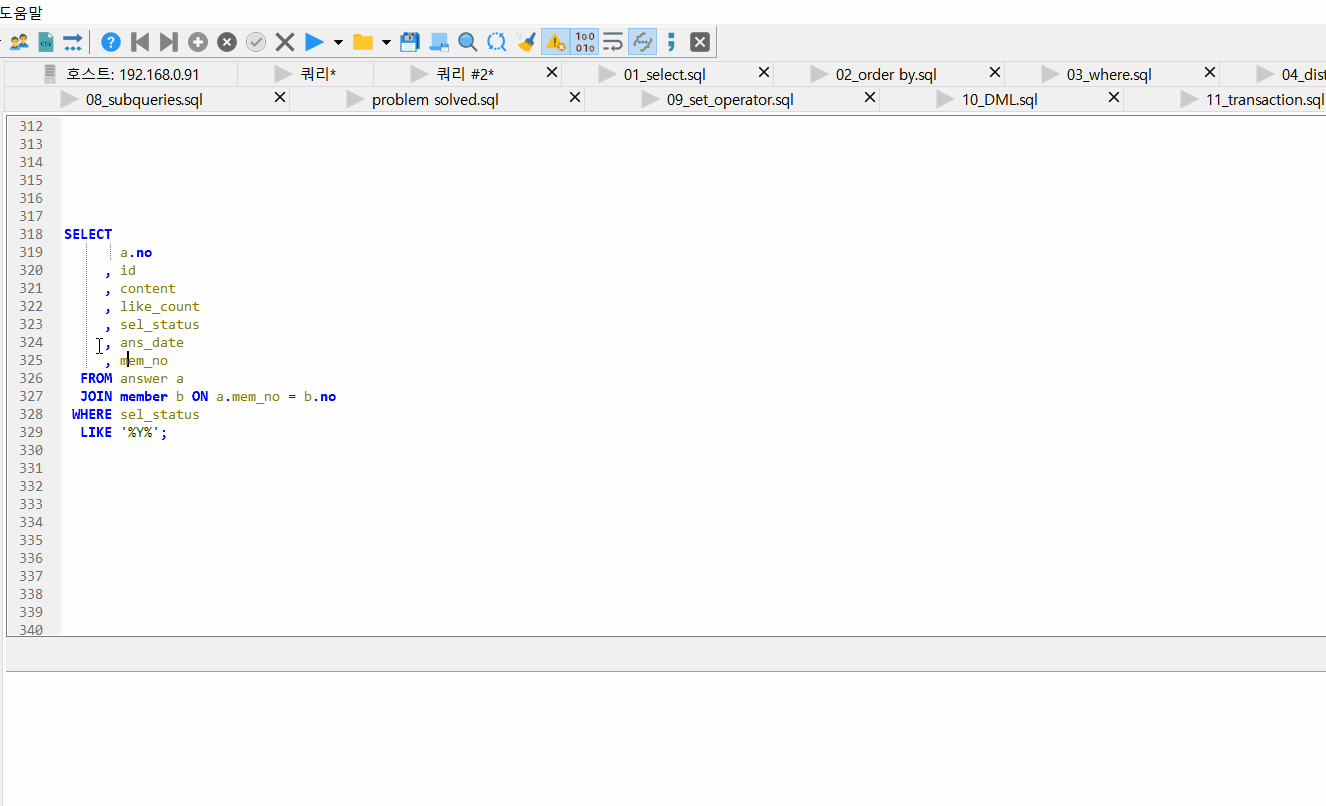 도움말
호스트: 192.168.0.91 쿼리* 쿼리 #2* 01_select.sql 02_order by.sql 03_where.sql 04_dist
08_subqueries.sql problem solved.sql 09_set_operator.sql 10_DML.sql 11_transaction.sql
312
313
314
315
316
317
318 SELECT
319 a.no
320 , id
321 , content
322 , like_count
323 , sel_status
324 , ans_date
325 , mem_no
326 FROM answer a
327 JOIN member b ON a.mem_no = b.no
328 WHERE sel_status
329 LIKE '%Y%';
330
331
332
333
334
335
336
337
338
339
340